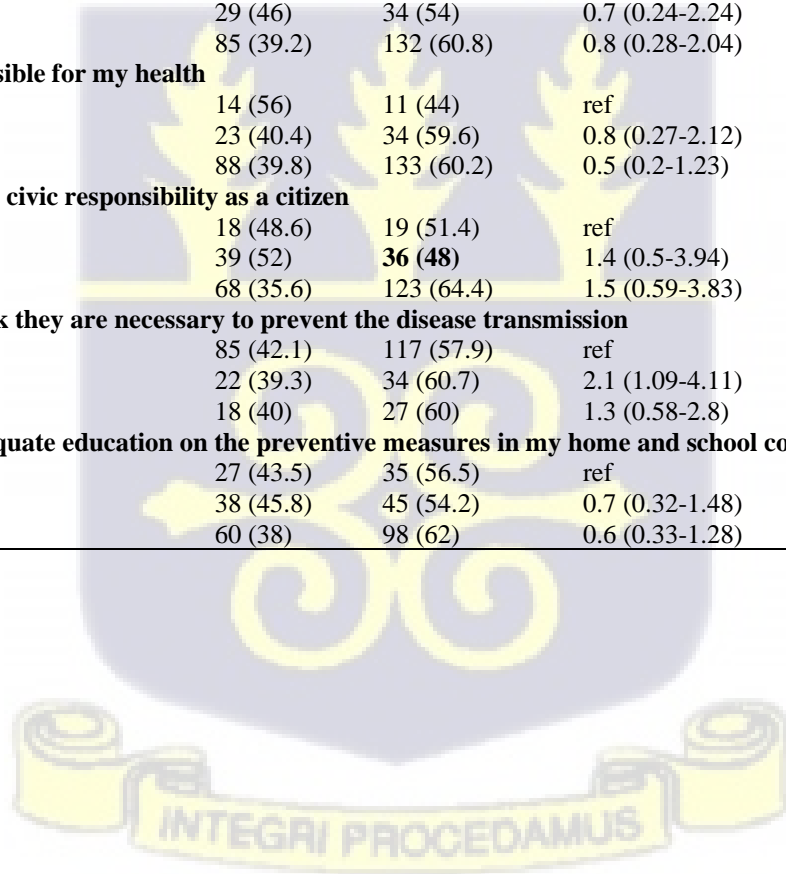 29 (46) 34 (54) 0.7 (0.24-2.24)
85 (39.2) 132 (60.8) 0.8 (0.28-2.04)
sible for my health
14 (56) 11 (44) ref
23 (40.4) 34 (59.6) 0.8 (0.27-2.12)
88 (39.8) 133 (60.2) 0.5 (0.2-1.23)
civic responsibility as a citizen
18 (48.6) 19 (51.4) ref
39 (52) 36 (48) 1.4 (0.5-3.94)
68 (35.6) 123 (64.4) 1.5 (0.59-3.83)
k they are necessary to prevent the disease transmission
85 (42.1) 117 (57.9) ref
22 (39.3) 34 (60.7) 2.1 (1.09-4.11)
18 (40) 27 (60) 1.3 (0.58-2.8)
quate education on the preventive measures in my home and school co
27 (43.5) 35 (56.5) ref
38 (45.8) 45 (54.2) 0.7 (0.32-1.48)
60 (38) 98 (62) 0.6 (0.33-1.28)
INTEGRI PROCEDAMUS